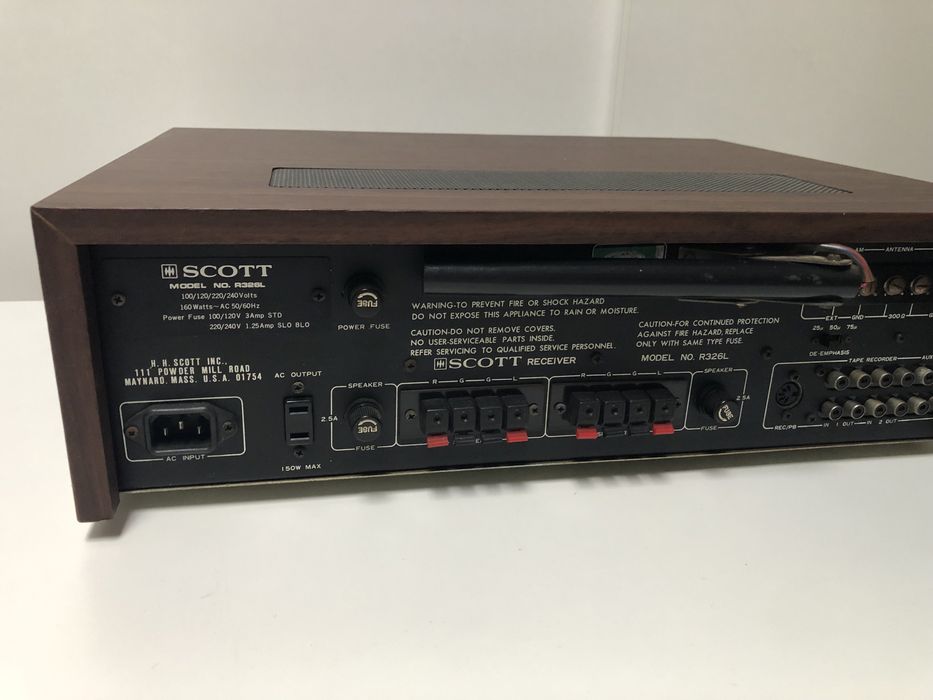 SCOTT
MODEL NO. R326L
100/120/220/240Volts
160Watts~AC 50/60Hz
Power Fuse 100/120V 3Amp STD
220/240V 1.25Amp SLO BLO
H. H. SCOTT INC.,
111 POWDER MILL ROAD
MAYNARD, MASS. U.S.A. 01754
AC INPUT
AC OUTPUT
150W MAX
FUSE
POWER FUSE
WARNING-TO PREVENT FIRE OR SHOCK HAZARD
DO NOT EXPOSE THIS APPLIANCE TO RAIN OR MOISTURE.
CAUTION-DO NOT REMOVE COVERS.
NO USER-SERVICEABLE PARTS INSIDE.
REFER SERVICING TO QUALIFIED SERVICE PERSONNEL.
CAUTION-FOR CONTINUED PROTECTION
AGAINST FIRE HAZARD, REPLACE
ONLY WITH SAME TYPE FUSE.
SCOTT RECEIVER
MODEL NO. R326L
SPEAKER
2.5A
FUSE
FUSE
R G G L
R G G L
SPEAKER
2.5A
FUSE
FUSE
AM ANTENNA
EXT GND 300Ω
25µ 50µ 75µ
DE-EMPHASIS
TAPE RECORDER
REC/PB IN 1 OUT IN 2 OUT